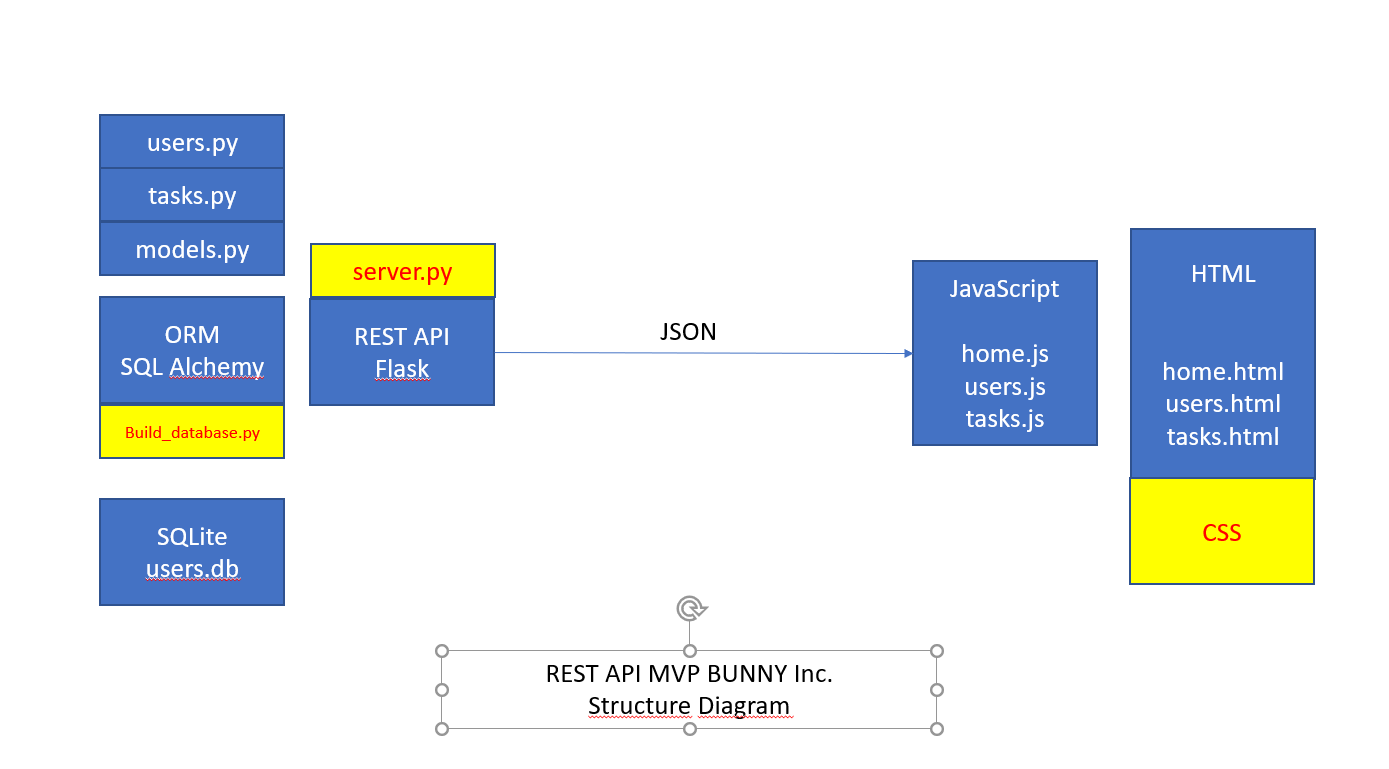 users.py
tasks.py
models.py
ORM
SQL Alchemy
Build_database.py
SQLite
users.db
server.py
REST API
Flask
JSON
JavaScript
home.js
users.js
tasks.js
HTML
home.html
users.html
tasks.html
CSS
REST API MVP BUNNY Inc.
Structure Diagram